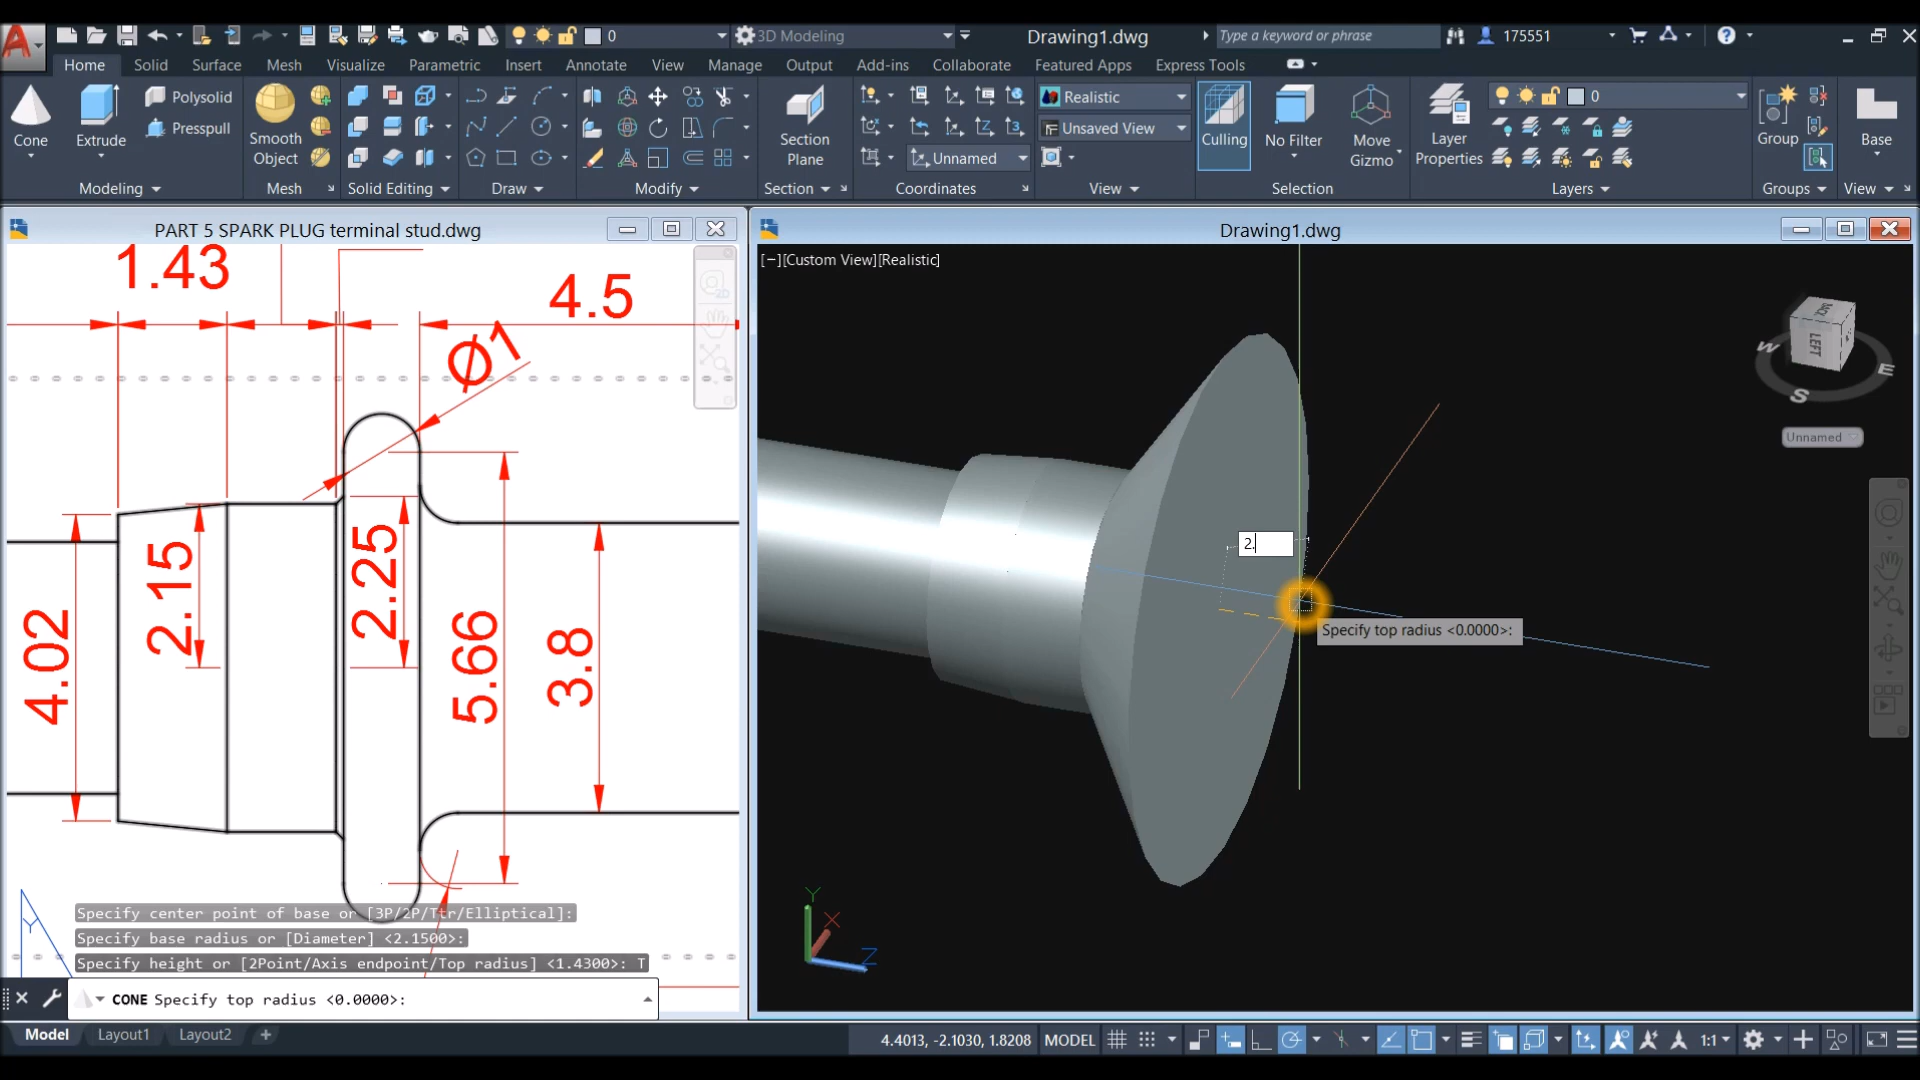 0
3D Modeling
Drawing1.dwg
Type a keyword or phrase
175551
Home
Solid
Surface
Mesh
Visualize
Parametric
Insert
Annotate
View
Manage
Output
Add-ins
Collaborate
Featured Apps
Express Tools
Cone
Extrude
Polysolid
Presspull
Smooth Object
Section Plane
Unnamed
Realistic
Unsaved View
Culling
No Filter
Move Gizmo
Layer Properties
0
Group
Base
Modeling
Mesh
Solid Editing
Draw
Modify
Section
Coordinates
View
Selection
Layers
Groups
View
PART 5 SPARK PLUG terminal stud.dwg
Drawing1.dwg
1.43
4.5
Ø1
4.02
2.15
2.25
5.66
3.8
Y
[−][Custom View][Realistic]
BACK
LEFT
W
S
E
Unnamed
2.
Specify top radius <0.0000>:
Y
X
Z
Specify center point of base or [3P/2P/Ttr/Elliptical]:
Specify base radius or [Diameter] <2.1500>:
Specify height or [2Point/Axis endpoint/Top radius] <1.4300>: T
CONE Specify top radius <0.0000>:
Model
Layout1
Layout2
4.4013, -2.1030, 1.8208
MODEL
1:1